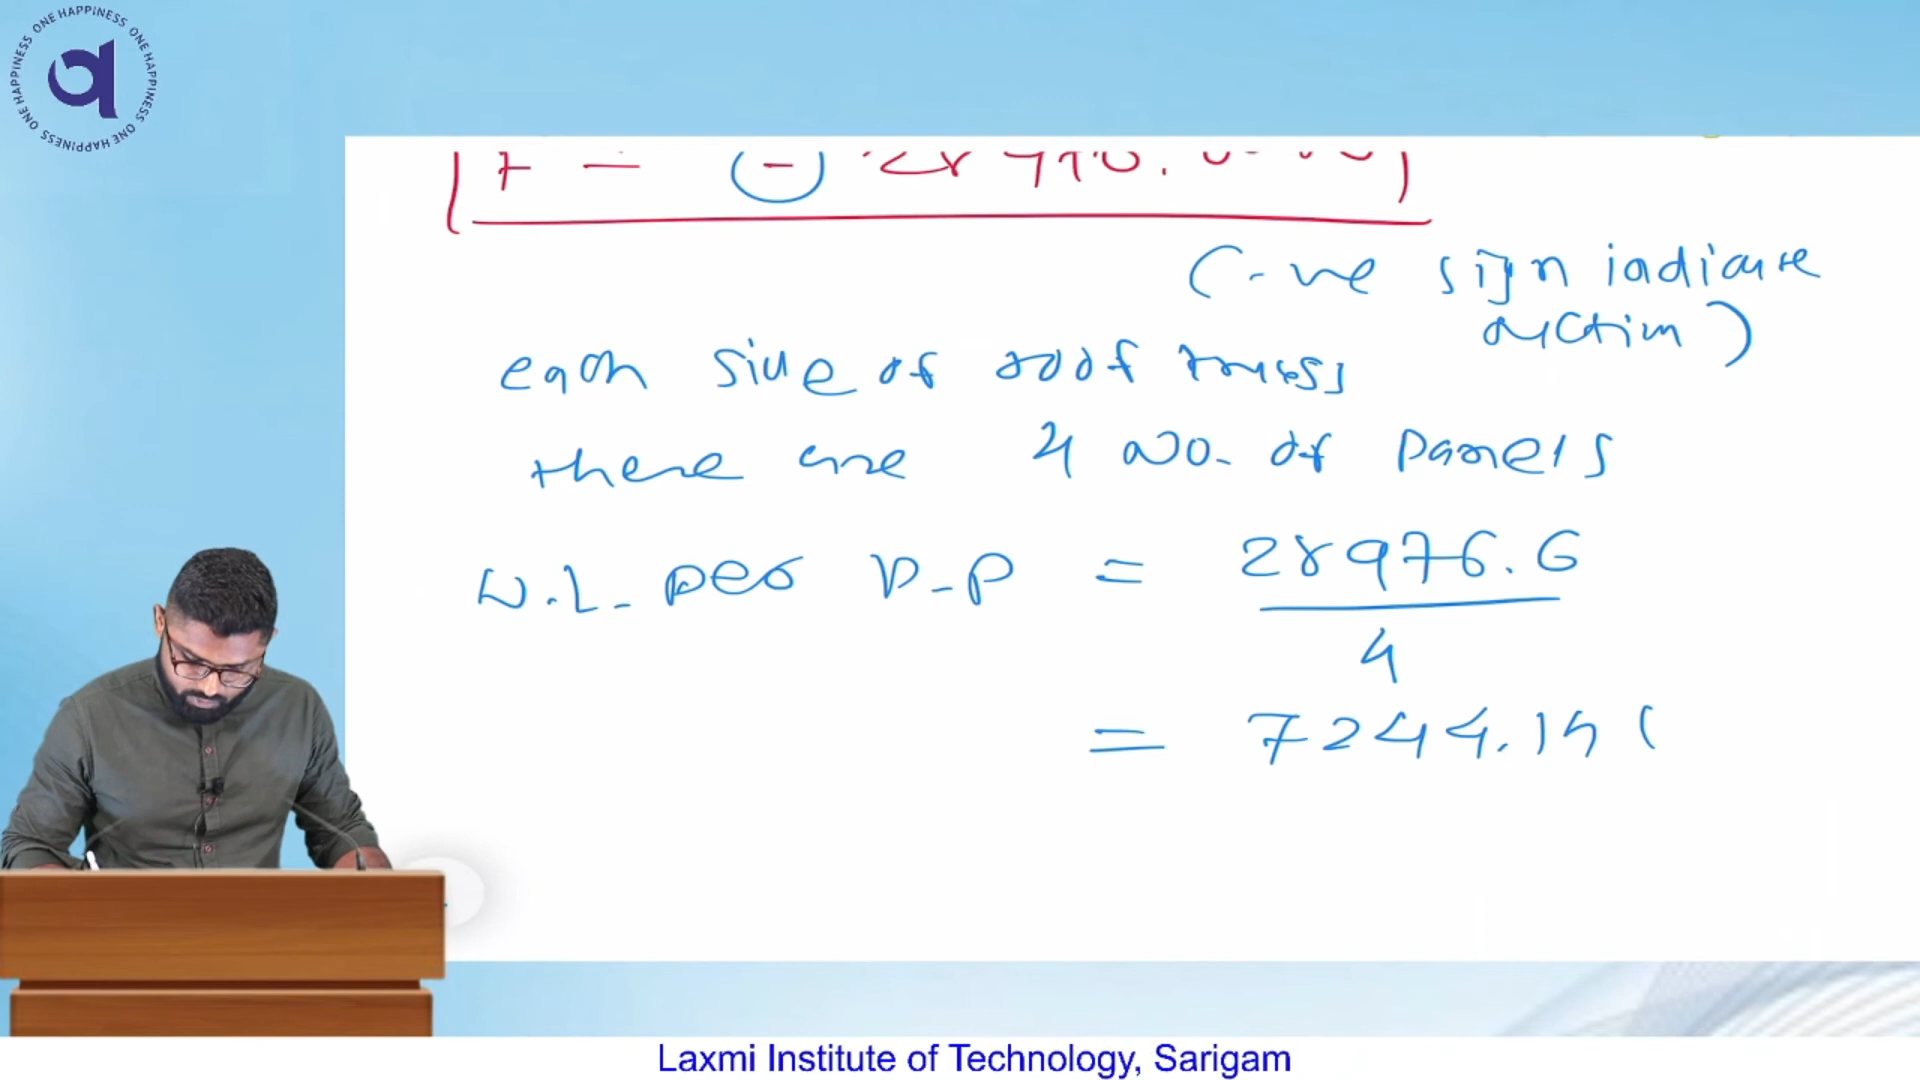 ONE HAPPINESS ONE HAPPINESS ONE HAPPINESS ONE HAPPINESS
(-ve sign indicate
suction)
each side of roof truss
there are 4 No. of panels
W.L. per P.P = 28976.6
4
= 7244.15 (
Laxmi Institute of Technology, Sarigam